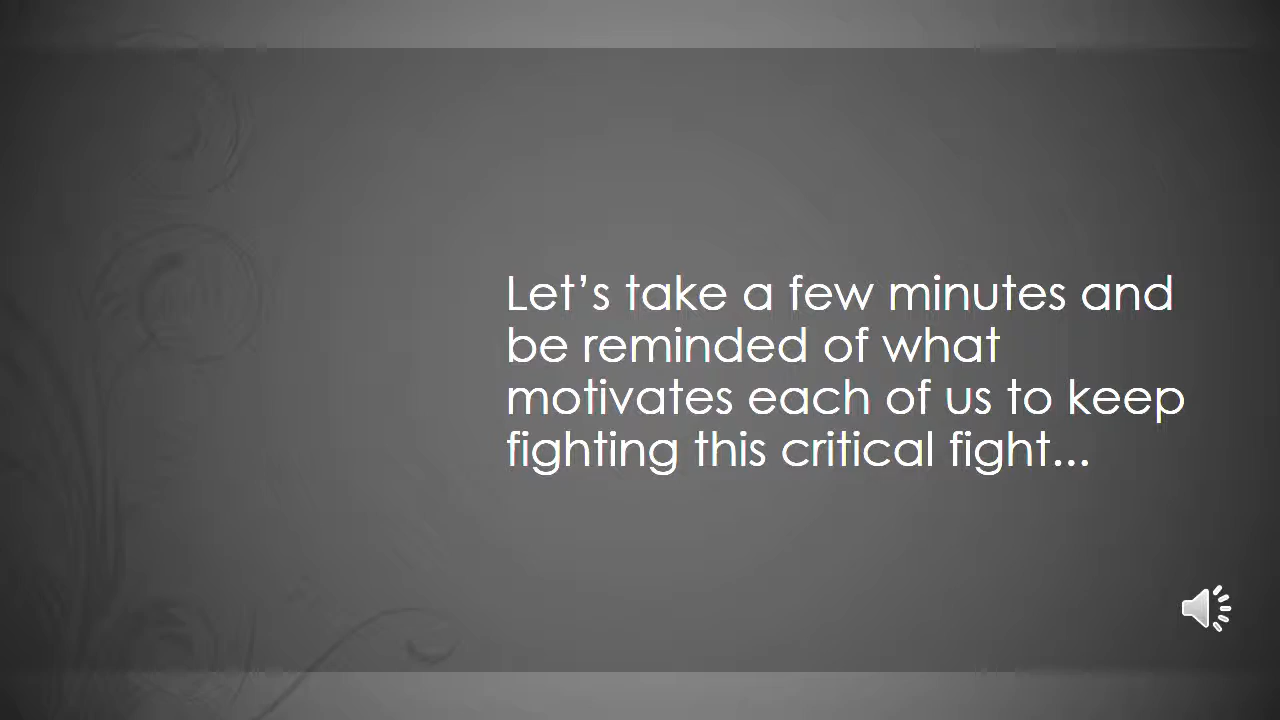 Let’s take a few minutes and
be reminded of what
motivates each of us to keep
fighting this critical fight...